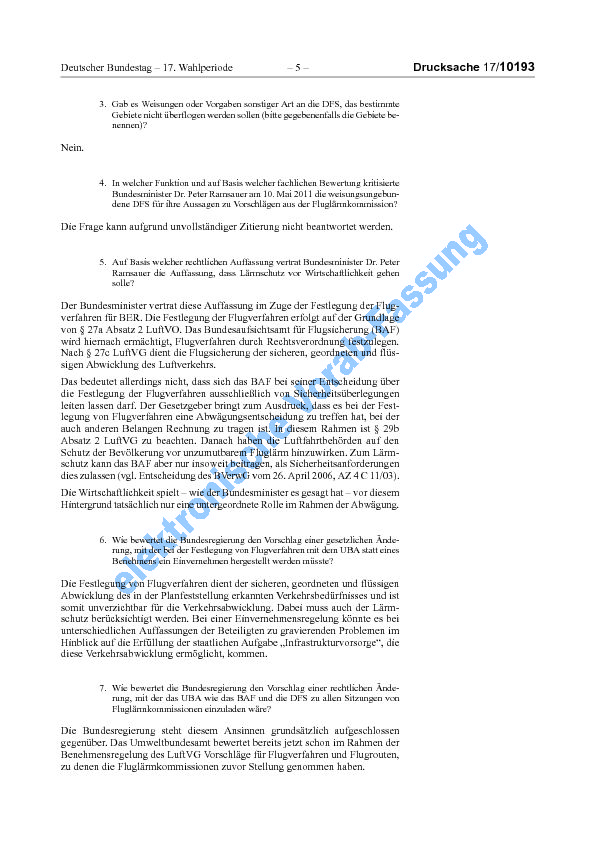 Deutscher Bundestag – 17. Wahlperiode – 5 – Drucksache 17/10193
3. Gab es Weisungen oder Vorgaben sonstiger Art an die DFS, das bestimmte
Gebiete nicht überflogen werden sollen (bitte gegebenenfalls die Gebiete be-
nennen)?
Nein.
4. In welcher Funktion und auf Basis welcher fachlichen Bewertung kritisierte
Bundesminister Dr. Peter Ramsauer am 10. Mai 2011 die weisungsungebun-
dene DFS für ihre Aussagen zu Vorschlägen aus der Fluglärmkommission?
Die Frage kann aufgrund unvollständiger Zitierung nicht beantwortet werden.
5. Auf Basis welcher rechtlichen Auffassung vertrat Bundesminister Dr. Peter
Ramsauer die Auffassung, dass Lärmschutz vor Wirtschaftlichkeit gehen
solle?
Der Bundesminister vertrat diese Auffassung im Zuge der Festlegung der Flug-
verfahren für BER. Die Festlegung der Flugverfahren erfolgt auf der Grundlage
von § 27a Absatz 2 LuftVO. Das Bundesaufsichtsamt für Flugsicherung (BAF)
wird hiernach ermächtigt, Flugverfahren durch Rechtsverordnung festzulegen.
Nach § 27c LuftVG dient die Flugsicherung der sicheren, geordneten und flüs-
sigen Abwicklung des Luftverkehrs.
Das bedeutet allerdings nicht, dass sich das BAF bei seiner Entscheidung über
die Festlegung der Flugverfahren ausschließlich von Sicherheitsüberlegungen
leiten lassen darf. Der Gesetzgeber bringt zum Ausdruck, dass es bei der Fest-
legung von Flugverfahren eine Abwägungsentscheidung zu treffen hat, bei der
auch anderen Belangen Rechnung zu tragen ist. In diesem Rahmen ist § 29b
Absatz 2 LuftVG zu beachten. Danach haben die Luftfahrtbehörden auf den
Schutz der Bevölkerung vor unzumutbarem Fluglärm hinzuwirken. Zum Lärm-
schutz kann das BAF aber nur insoweit beitragen, als Sicherheitsanforderungen
dies zulassen (vgl. Entscheidung des BVerwG vom 26. April 2006, AZ 4 C 11/03).
Die Wirtschaftlichkeit spielt – wie der Bundesminister es gesagt hat – vor diesem
Hintergrund tatsächlich nur eine untergeordnete Rolle im Rahmen der Abwägung.
6. Wie bewertet die Bundesregierung den Vorschlag einer gesetzlichen Ände-
rung, mit der bei der Festlegung von Flugverfahren mit dem UBA statt eines
Benehmens ein Einvernehmen hergestellt werden müsste?
Die Festlegung von Flugverfahren dient der sicheren, geordneten und flüssigen
Abwicklung des in der Planfeststellung erkannten Verkehrsbedürfnisses und ist
somit unverzichtbar für die Verkehrsabwicklung. Dabei muss auch der Lärm-
schutz berücksichtigt werden. Bei einer Einvernehmensregelung könnte es bei
unterschiedlichen Auffassungen der Beteiligten zu gravierenden Problemen im
Hinblick auf die Erfüllung der staatlichen Aufgabe „Infrastrukturvorsorge“, die
diese Verkehrsabwicklung ermöglicht, kommen.
7. Wie bewertet die Bundesregierung den Vorschlag einer rechtlichen Ände-
rung, mit der das UBA wie das BAF und die DFS zu allen Sitzungen von
Fluglärmkommissionen einzuladen wäre?
Die Bundesregierung steht diesem Ansinnen grundsätzlich aufgeschlossen
gegenüber. Das Umweltbundesamt bewertet bereits jetzt schon im Rahmen der
Benehmensregelung des LuftVG Vorschläge für Flugverfahren und Flugrouten,
zu denen die Fluglärmkommissionen zuvor Stellung genommen haben.
elektronische Vorab-Fassung